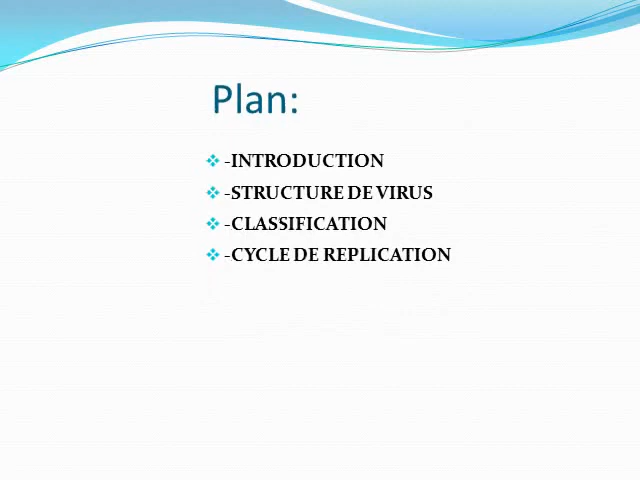 Plan:
-INTRODUCTION
-STRUCTURE DE VIRUS
-CLASSIFICATION
-CYCLE DE REPLICATION